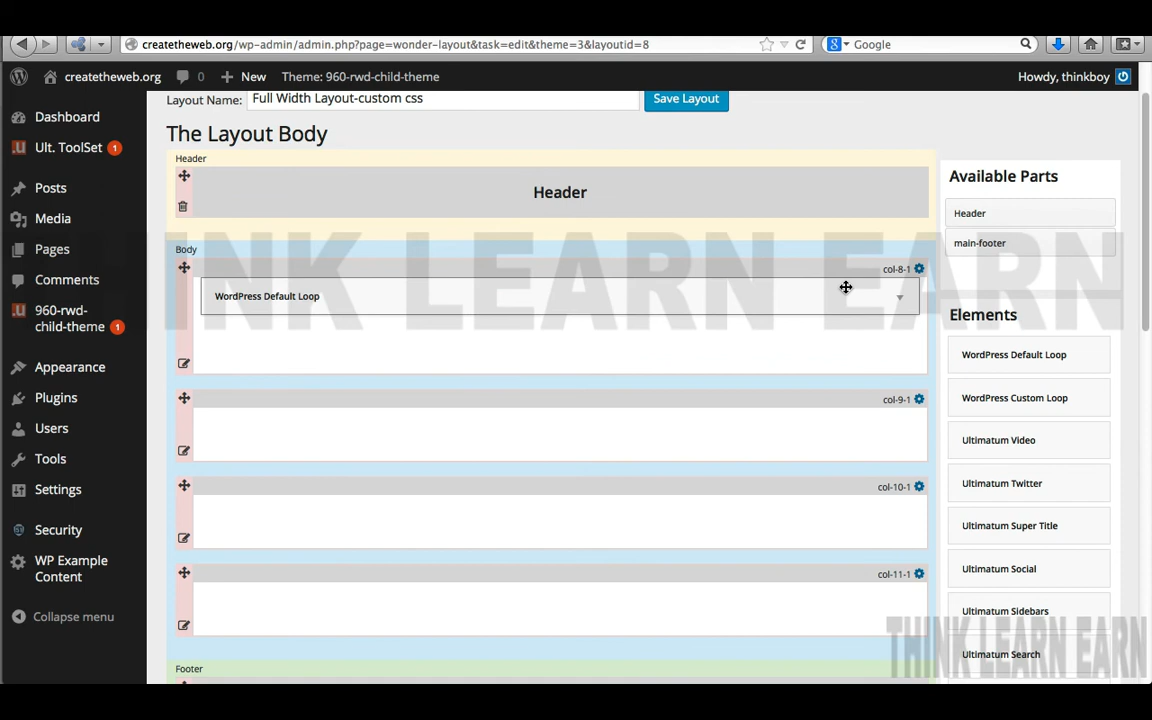 createtheweb.org/wp-admin/admin.php?page=wonder-layout&task=edit&theme=3&layoutid=8
Google
createtheweb.org
0
New
Theme: 960-rwd-child-theme
Howdy, thinkboy
Layout Name:
Full Width Layout-custom css
Save Layout
The Layout Body
Dashboard
Ult. ToolSet 1
Posts
Media
Pages
Comments
960-rwd-
child-theme 1
Appearance
Plugins
Users
Tools
Settings
Security
WP Example
Content
Collapse menu
Header
Header
Body
col-8-1
WordPress Default Loop
col-9-1
col-10-1
col-11-1
Footer
Available Parts
Header
main-footer
Elements
WordPress Default Loop
WordPress Custom Loop
Ultimatum Video
Ultimatum Twitter
Ultimatum Super Title
Ultimatum Social
Ultimatum Sidebars
Ultimatum Search
THINK LEARN EARN
THINK LEARN EARN